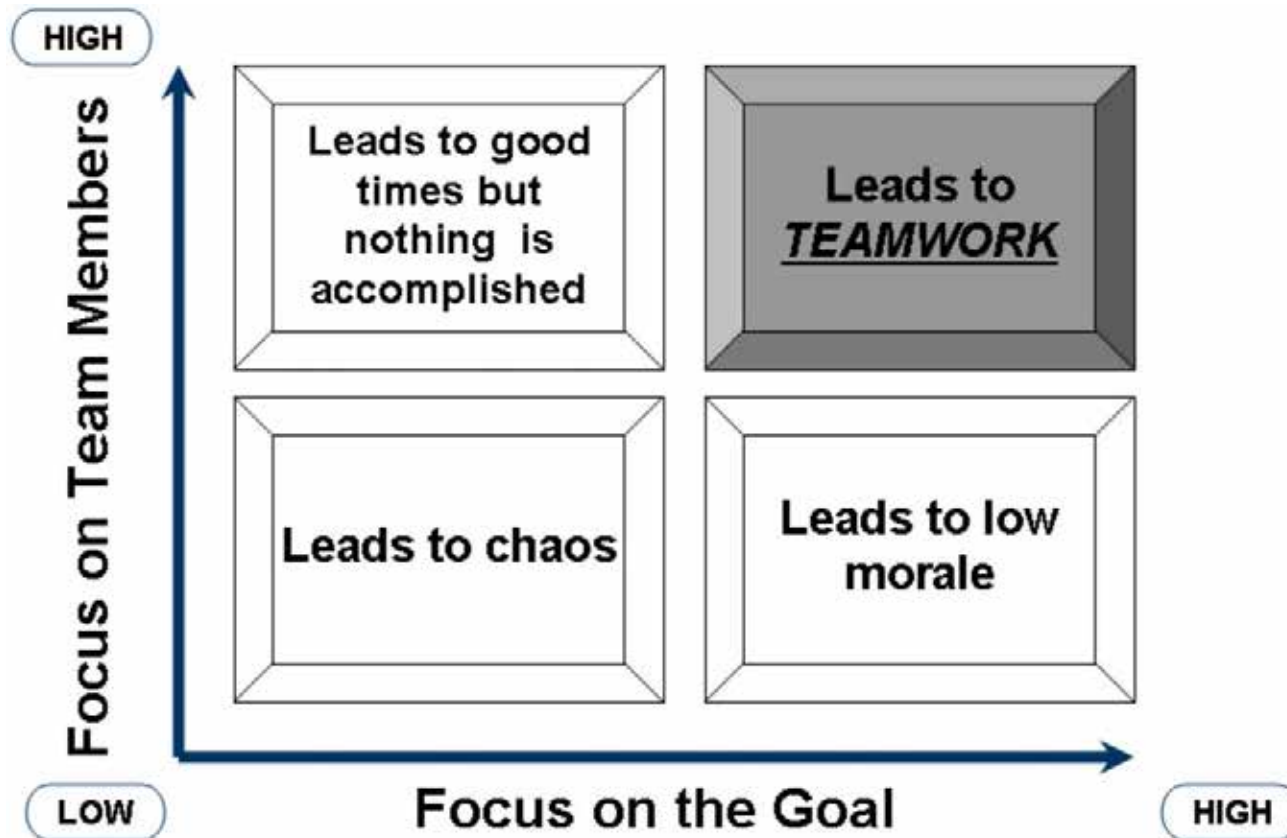 HIGH
Focus on Team Members
Leads to good
times but
nothing is
accomplished
Leads to
TEAMWORK
Leads to chaos
Leads to low
morale
LOW
Focus on the Goal
HIGH